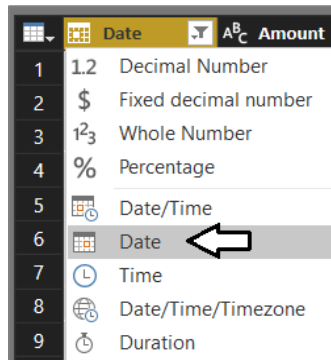 Date ABC Amount
1 1.2 Decimal Number
2 $ Fixed decimal number
3 123 Whole Number
4 % Percentage
5 Date/Time
6 Date
7 Time
8 Date/Time/Timezone
9 Duration